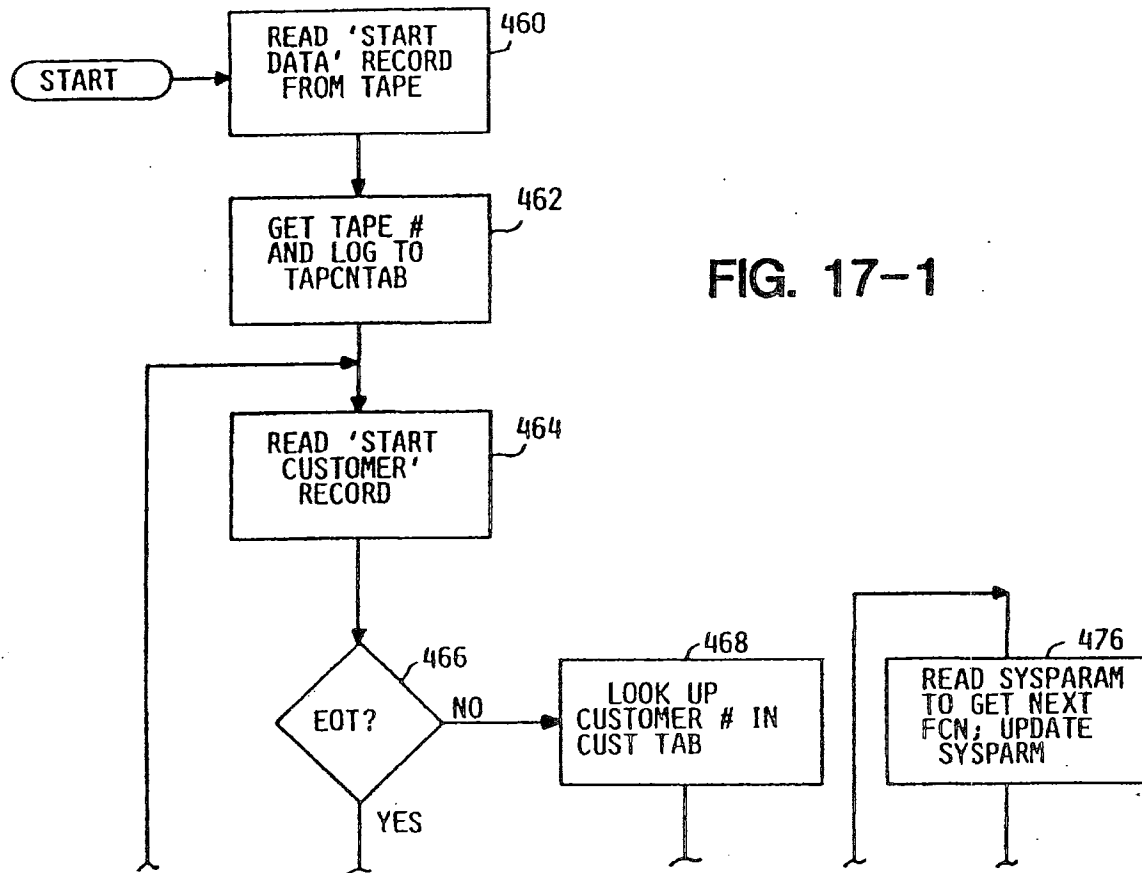 START
READ 'START
DATA' RECORD
FROM TAPE
460
GET TAPE #
AND LOG TO
TAPCNTAB
462
FIG. 17-1
READ 'START
CUSTOMER'
RECORD
464
EOT?
466
NO
YES
468
LOOK UP
CUSTOMER # IN
CUST TAB
476
READ SYSPARAM
TO GET NEXT
FCN; UPDATE
SYSPARM